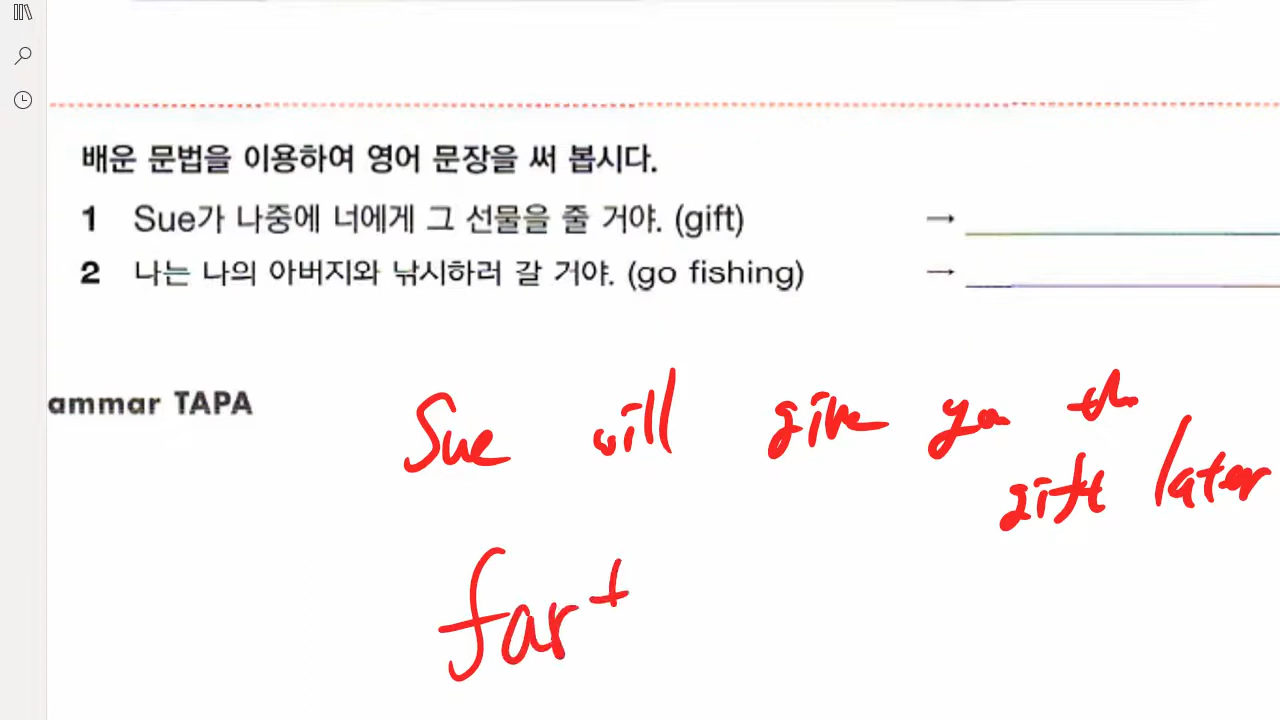 배운 문법을 이용하여 영어 문장을 써 봅시다.
1 Sue가 나중에 너에게 그 선물을 줄 거야. (gift) →
2 나는 나의 아버지와 낚시하러 갈 거야. (go fishing) →
ammar TAPA
Sue will give you the
gift later
fart